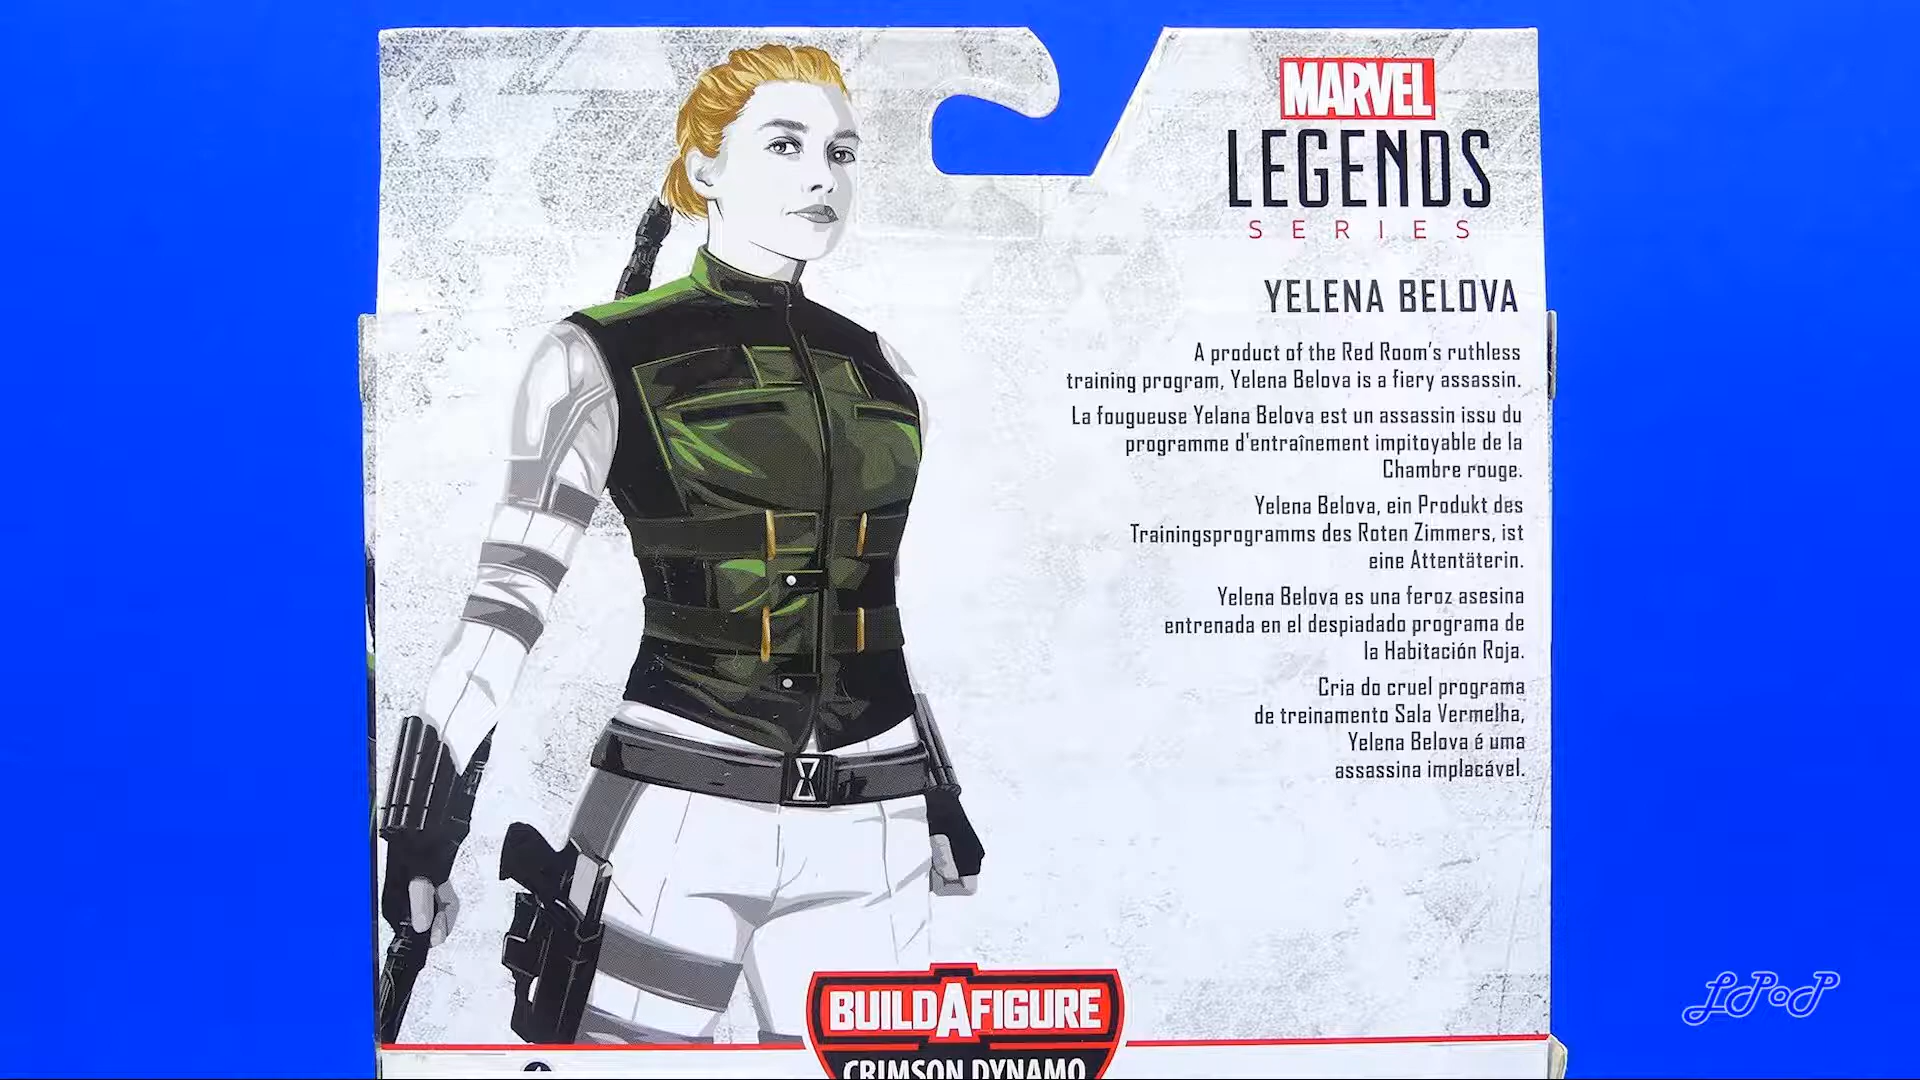 MARVEL
LEGENDS
SERIES
YELENA BELOVA
A product of the Red Room's ruthless
training program, Yelena Belova is a fiery assassin.
La fougueuse Yelana Belova est un assassin issu du
programme d'entraînement impitoyable de la
Chambre rouge.
Yelena Belova, ein Produkt des
Trainingsprogramms des Roten Zimmers, ist
eine Attentäterin.
Yelena Belova es una feroz asesina
entrenada en el despiadado programa de
la Habitación Roja.
Cria do cruel programa
de treinamento Sala Vermelha,
Yelena Belova é uma
assassina implacável.
BUILDAFIGURE
CRIMSON DYNAMO
LPoP